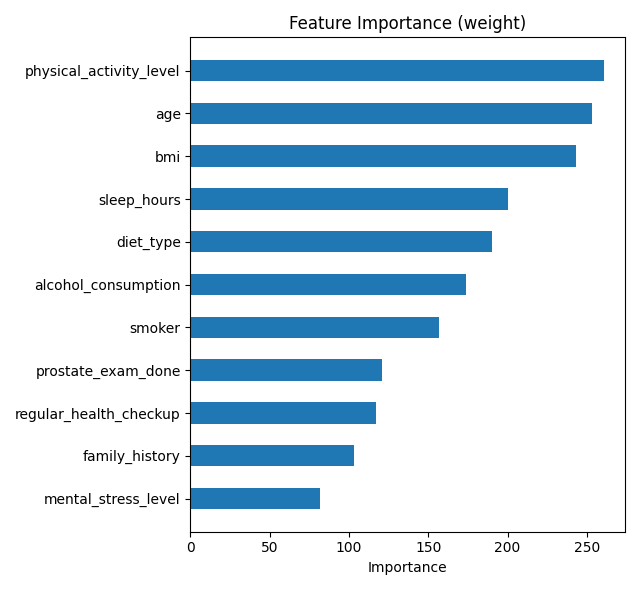 Feature Importance (weight)
physical_activity_level
age
bmi
sleep_hours
diet_type
alcohol_consumption
smoker
prostate_exam_done
regular_health_checkup
family_history
mental_stress_level
0 50 100 150 200 250
Importance